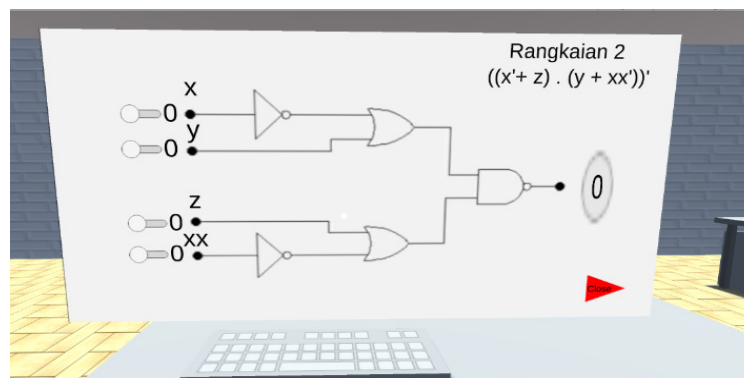 Rangkaian 2
((x'+ z) . (y + xx'))'
x
0
y
0
z
0
xx
0
0
Close